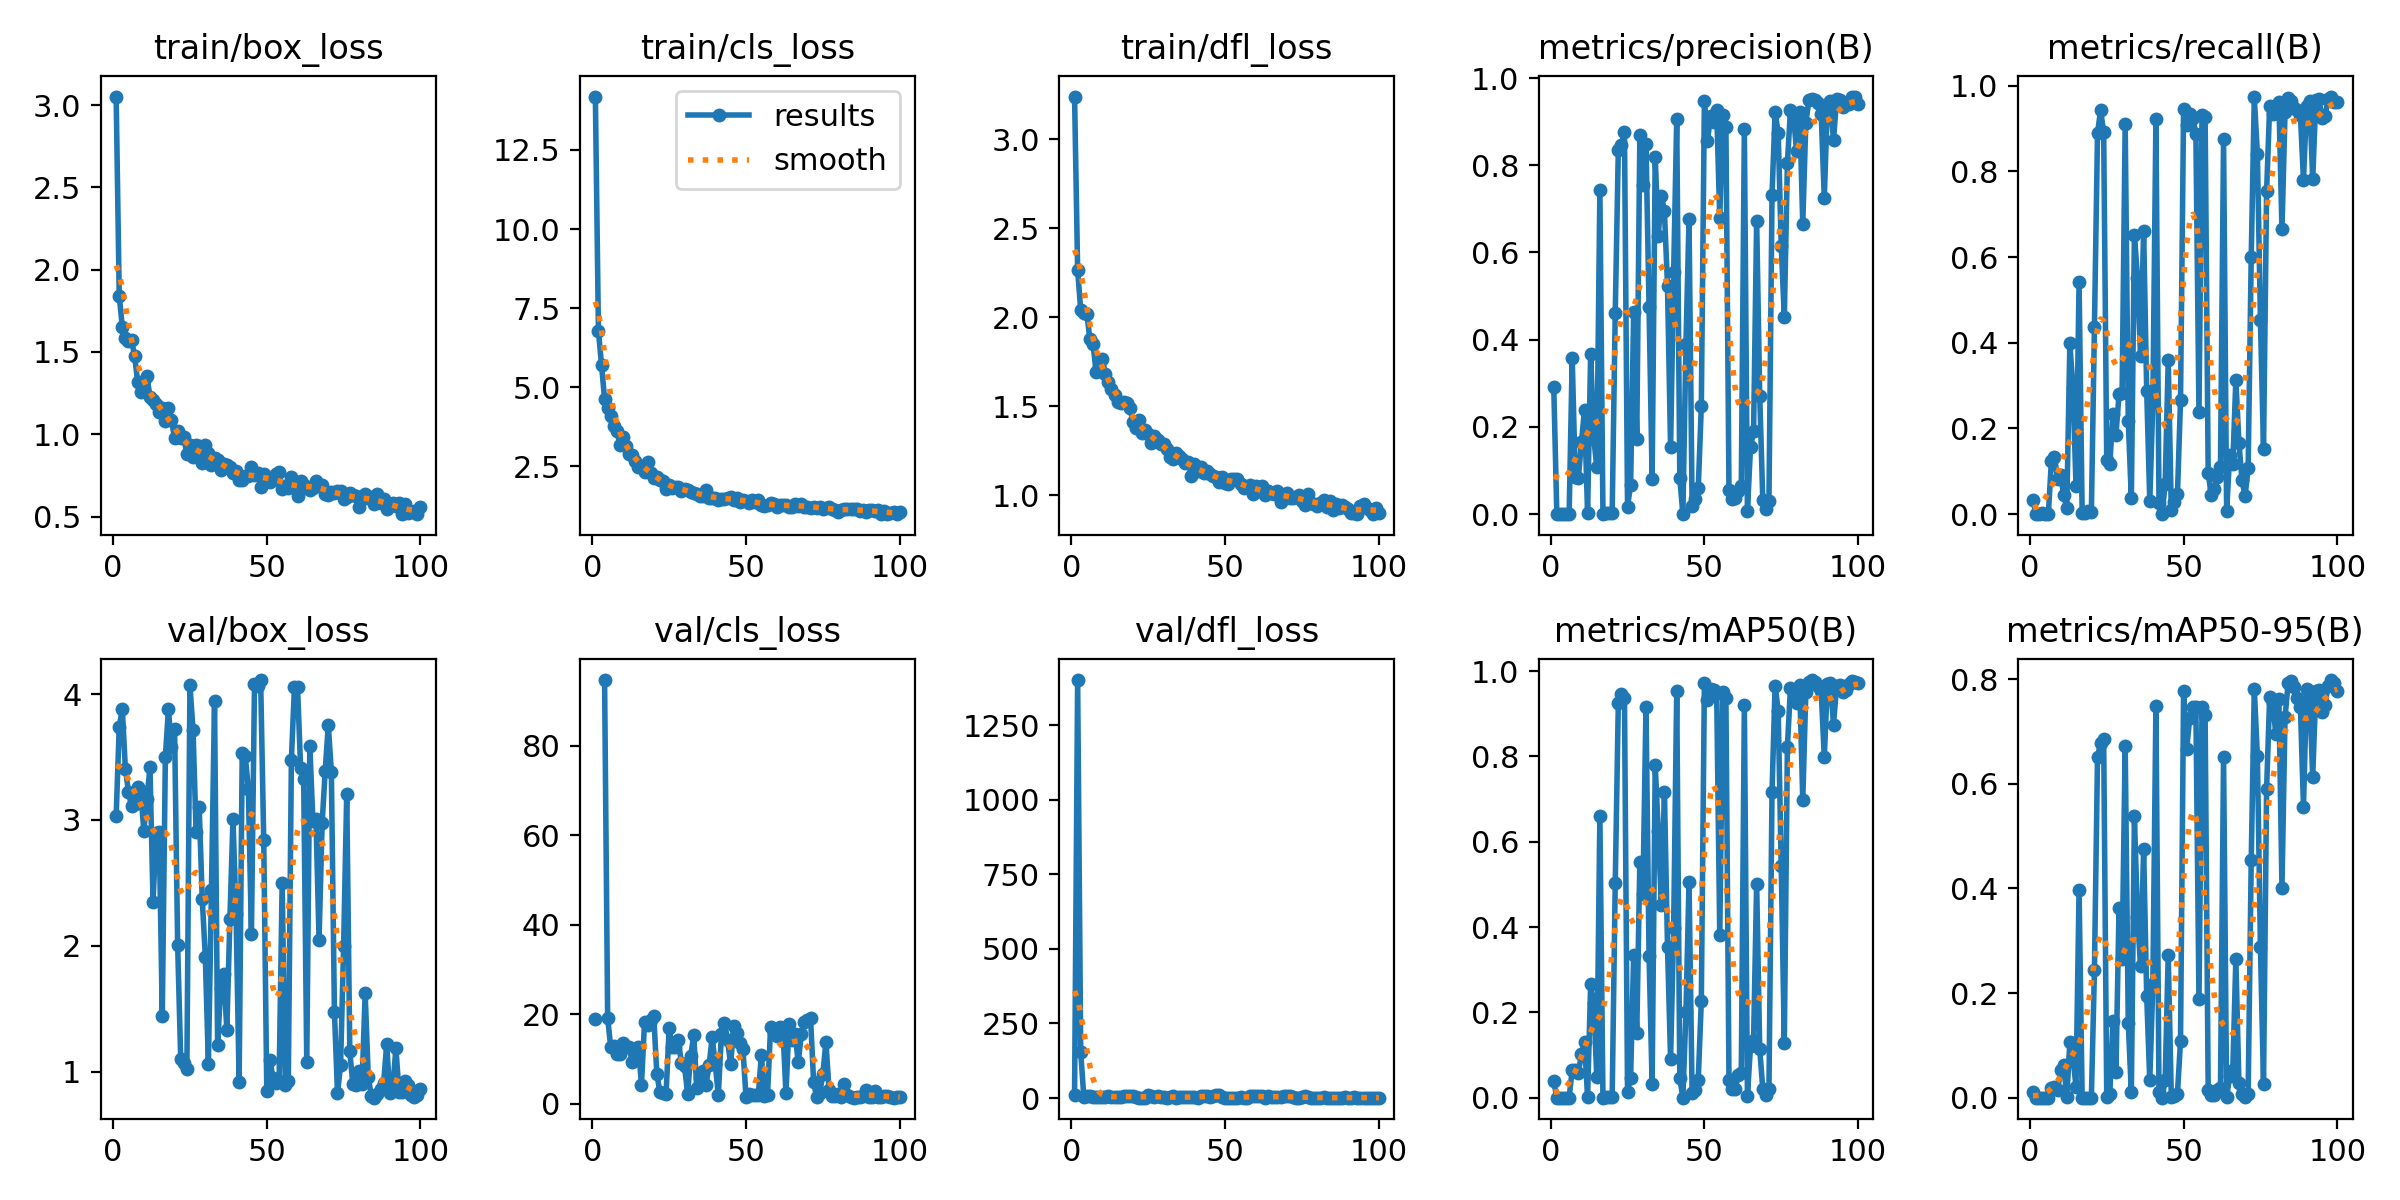 train/box_loss
3.0
2.5
2.0
1.5
1.0
0.5
0 50 100
train/cls_loss
results
smooth
12.5
10.0
7.5
5.0
2.5
0 50 100
train/dfl_loss
3.0
2.5
2.0
1.5
1.0
0 50 100
metrics/precision(B)
1.0
0.8
0.6
0.4
0.2
0.0
0 50 100
metrics/recall(B)
1.0
0.8
0.6
0.4
0.2
0.0
0 50 100
val/box_loss
4
3
2
1
0 50 100
val/cls_loss
80
60
40
20
0
0 50 100
val/dfl_loss
1250
1000
750
500
250
0
0 50 100
metrics/mAP50(B)
1.0
0.8
0.6
0.4
0.2
0.0
0 50 100
metrics/mAP50-95(B)
0.8
0.6
0.4
0.2
0.0
0 50 100